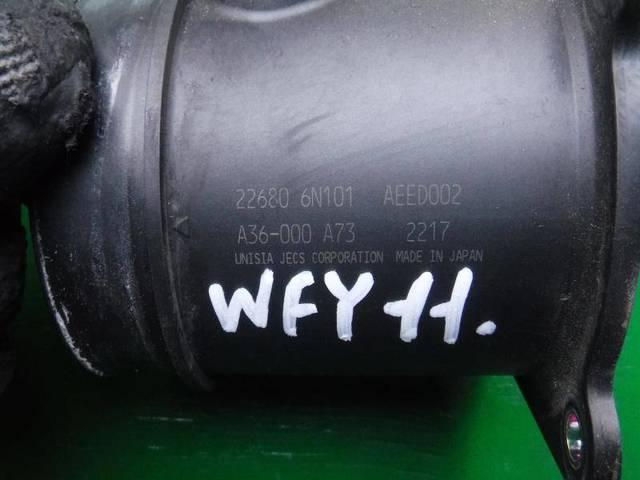 22680 6N101 AEED002
A36-000 A73 2217
UNISIA JECS CORPORATION MADE IN JAPAN
WFY11.